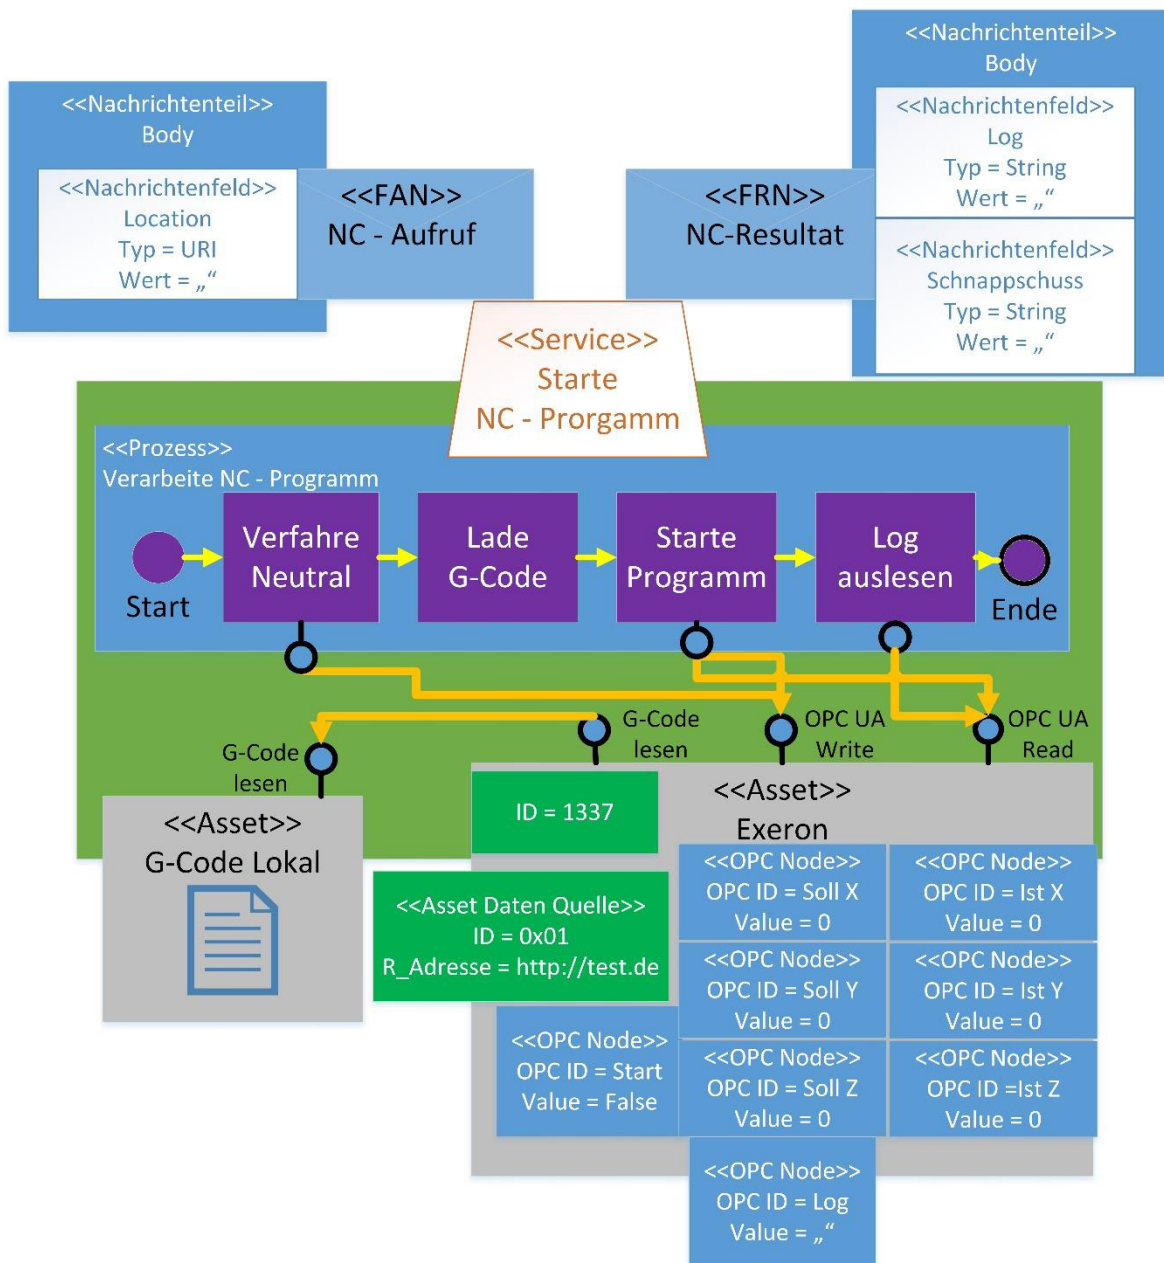 <<Nachrichtenteil>>
Body
<<Nachrichtenfeld>>
Location
Typ = URI
Wert = „“
<<FAN>>
NC - Aufruf
<<FRN>>
NC-Resultat
<<Nachrichtenteil>>
Body
<<Nachrichtenfeld>>
Log
Typ = String
Wert = „“
<<Nachrichtenfeld>>
Schnappschuss
Typ = String
Wert = „“
<<Service>>
Starte
NC - Prorgamm
<<Prozess>>
Verarbeite NC - Programm
Start
Verfahre
Neutral
Lade
G-Code
Starte
Programm
Log
auslesen
Ende
G-Code
lesen
G-Code
lesen
OPC UA
Write
OPC UA
Read
<<Asset>>
G-Code Lokal
ID = 1337
<<Asset>>
Exeron
<<Asset Daten Quelle>>
ID = 0x01
R_Adresse = http://test.de
<<OPC Node>>
OPC ID = Soll X
Value = 0
<<OPC Node>>
OPC ID = Ist X
Value = 0
<<OPC Node>>
OPC ID = Soll Y
Value = 0
<<OPC Node>>
OPC ID = Ist Y
Value = 0
<<OPC Node>>
OPC ID = Start
Value = False
<<OPC Node>>
OPC ID = Soll Z
Value = 0
<<OPC Node>>
OPC ID =Ist Z
Value = 0
<<OPC Node>>
OPC ID = Log
Value = „“